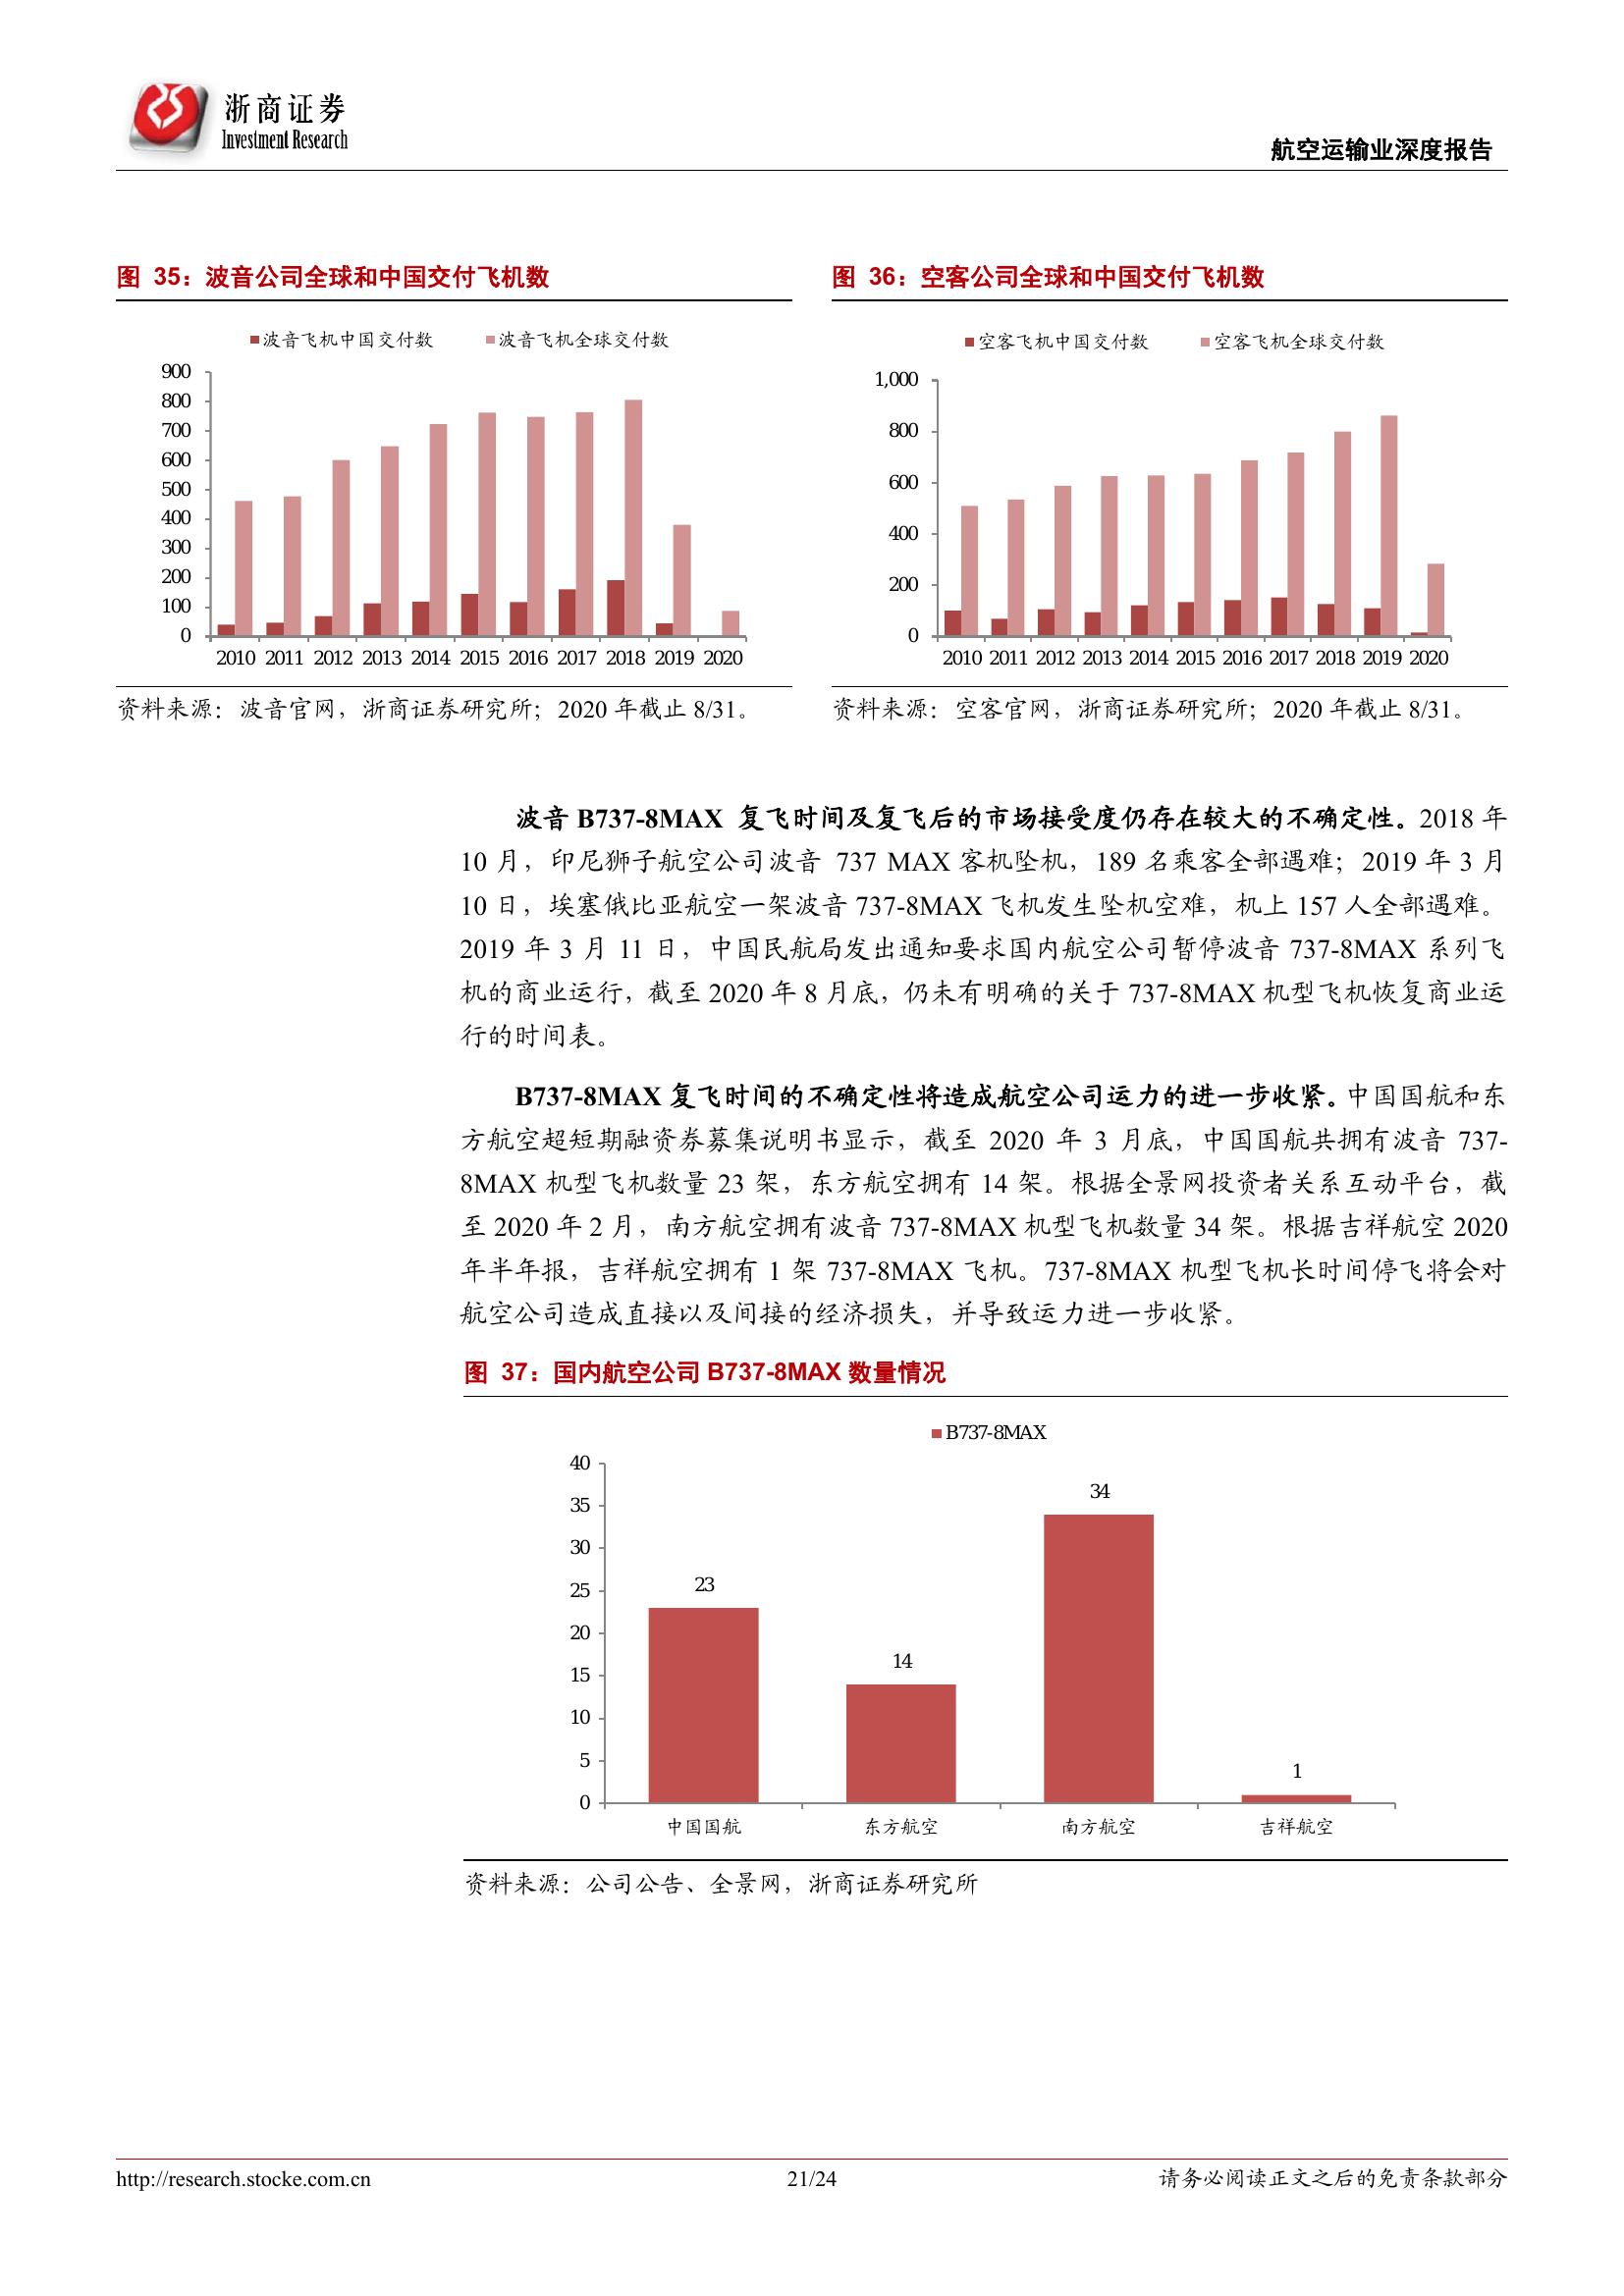 浙商证券
Investment Research
航空运输业深度报告
图 35：波音公司全球和中国交付飞机数
波音飞机中国交付数 波音飞机全球交付数
900
800
700
600
500
400
300
200
100
0
2010 2011 2012 2013 2014 2015 2016 2017 2018 2019 2020
资料来源：波音官网，浙商证券研究所；2020 年截止 8/31。
图 36：空客公司全球和中国交付飞机数
空客飞机中国交付数 空客飞机全球交付数
1,000
800
600
400
200
0
2010 2011 2012 2013 2014 2015 2016 2017 2018 2019 2020
资料来源：空客官网，浙商证券研究所；2020 年截止 8/31。
波音 B737-8MAX 复飞时间及复飞后的市场接受度仍存在较大的不确定性。2018 年
10 月，印尼狮子航空公司波音 737 MAX 客机坠机，189 名乘客全部遇难；2019 年 3 月
10 日，埃塞俄比亚航空一架波音 737-8MAX 飞机发生坠机空难，机上 157 人全部遇难。
2019 年 3 月 11 日，中国民航局发出通知要求国内航空公司暂停波音 737-8MAX 系列飞
机的商业运行，截至 2020 年 8 月底，仍未有明确的关于 737-8MAX 机型飞机恢复商业运
行的时间表。
B737-8MAX 复飞时间的不确定性将造成航空公司运力的进一步收紧。中国国航和东
方航空超短期融资券募集说明书显示，截至 2020 年 3 月底，中国国航共拥有波音 737-
8MAX 机型飞机数量 23 架，东方航空拥有 14 架。根据全景网投资者关系互动平台，截
至 2020 年 2 月，南方航空拥有波音 737-8MAX 机型飞机数量 34 架。根据吉祥航空 2020
年半年报，吉祥航空拥有 1 架 737-8MAX 飞机。737-8MAX 机型飞机长时间停飞将会对
航空公司造成直接以及间接的经济损失，并导致运力进一步收紧。
图 37：国内航空公司 B737-8MAX 数量情况
B737-8MAX
40
35
30
25
20
15
10
5
0
23
14
34
1
中国国航 东方航空 南方航空 吉祥航空
资料来源：公司公告、全景网，浙商证券研究所
http://research.stocke.com.cn 21/24 请务必阅读正文之后的免责条款部分